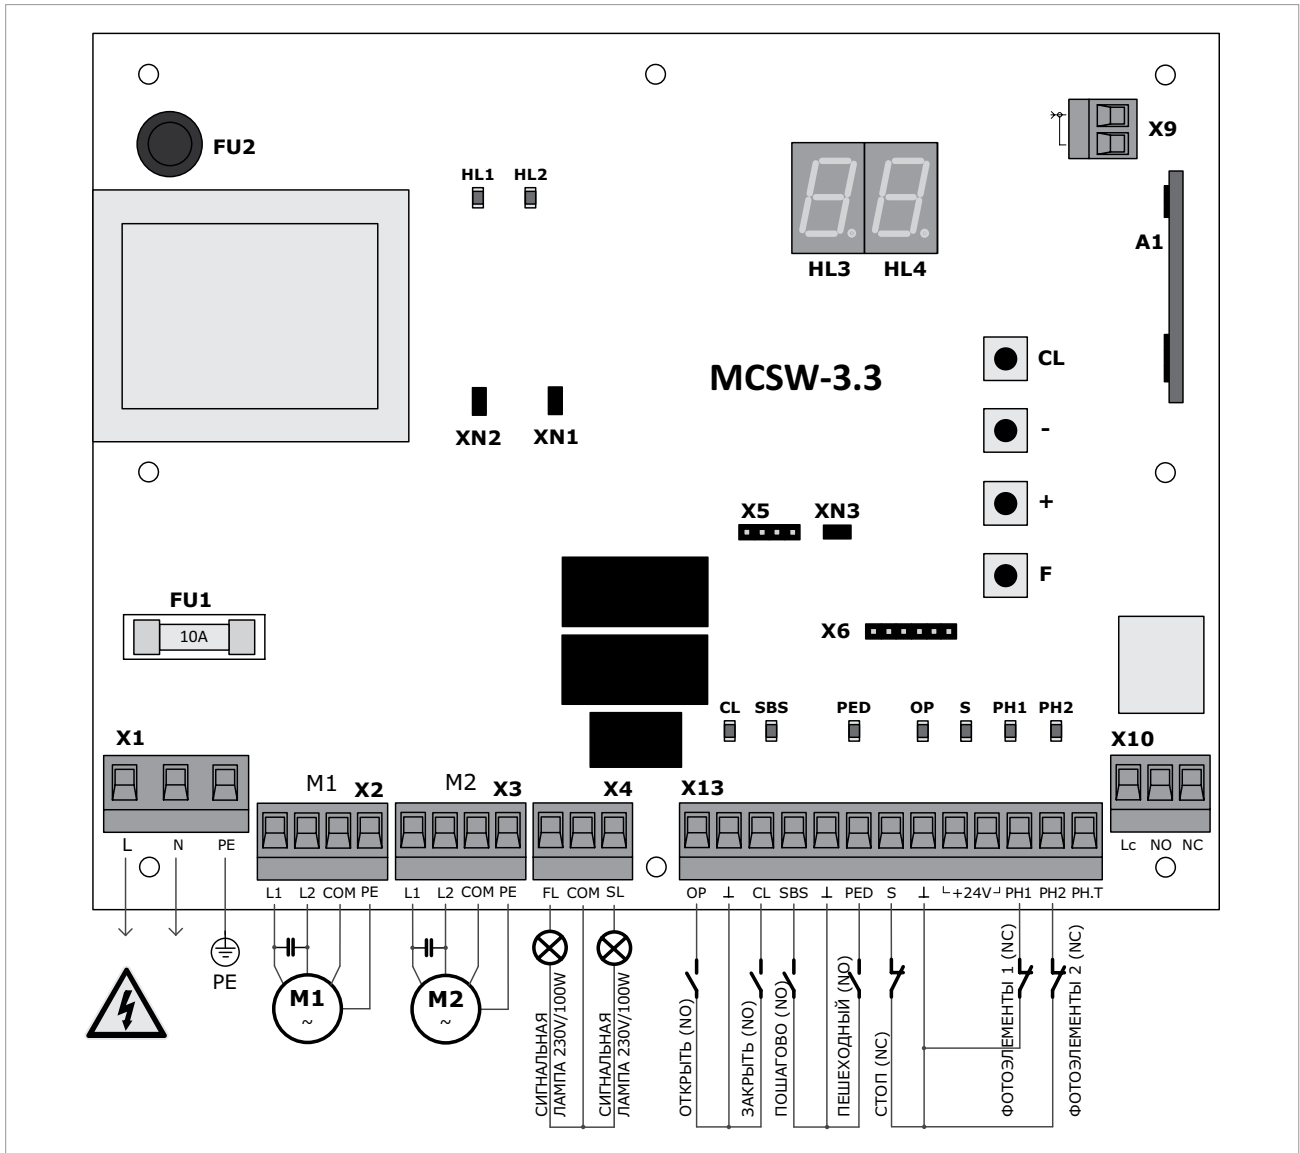 FU2
X9
HL1 HL2
A1
HL3 HL4
CL
MCSW-3.3
-
XN2 XN1
+
X5 XN3
F
FU1
10A
X6
CL SBS PED OP S PH1 PH2
X1
X10
M1 X2
M2 X3
X4
X13
L N PE
Lc NO NC
L1 L2 COM PE
L1 L2 COM PE
FL COM SL
OP ⊥ CL SBS ⊥ PED S ⊥ +24V PH1 PH2 PH.T
PE
M1
~
M2
~
СИГНАЛЬНАЯ
ЛАМПА 230V/100W
СИГНАЛЬНАЯ
ЛАМПА 230V/100W
ОТКРЫТЬ (NO)
ЗАКРЫТЬ (NO)
ПОШАГОВО (NO)
ПЕШЕХОДНЫЙ (NO)
СТОП (NC)
ФОТОЭЛЕМЕНТЫ 1 (NC)
ФОТОЭЛЕМЕНТЫ 2 (NC)